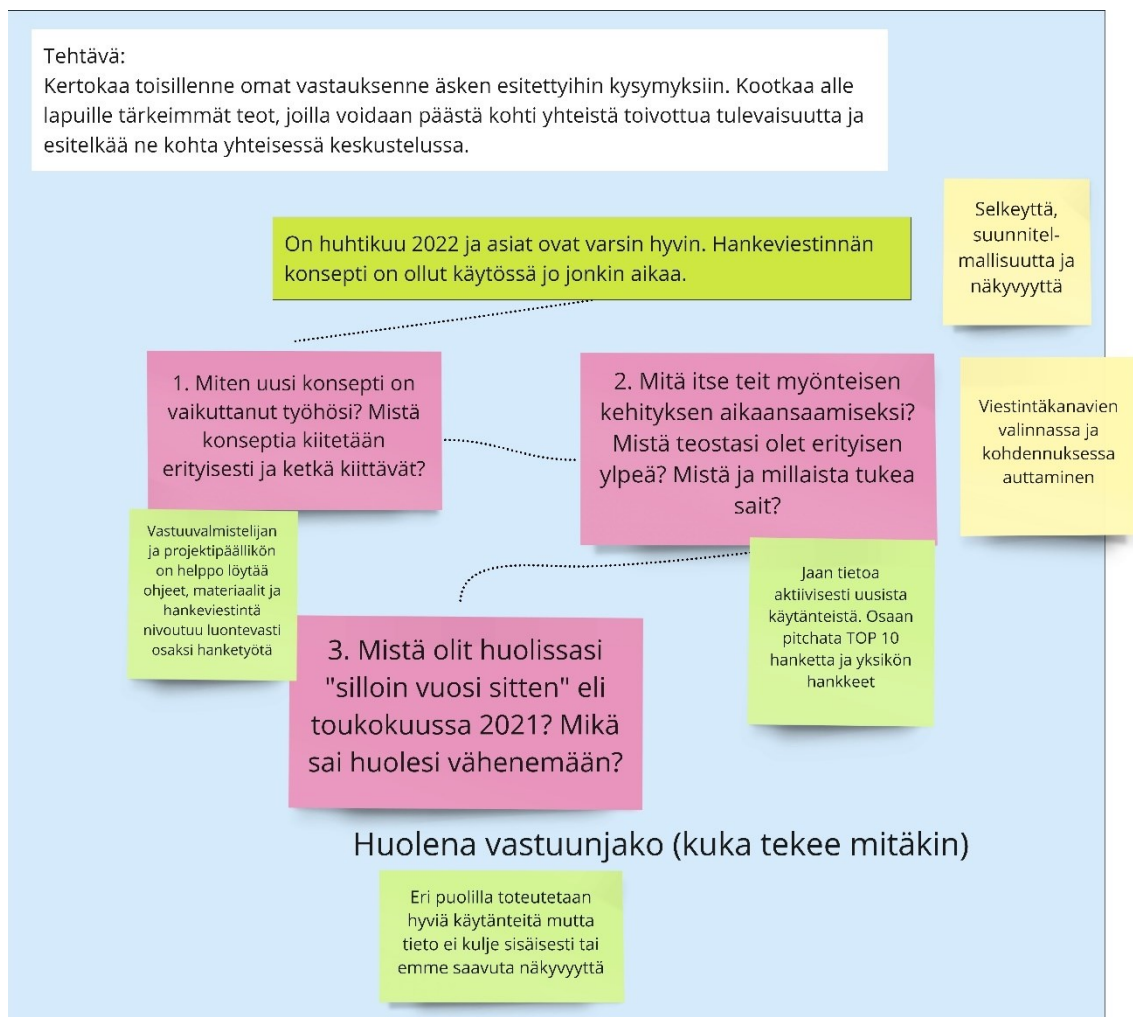 Tehtävä:
Kertokaa toisillenne omat vastauksenne äsken esitettyihin kysymyksiin. Kootkaa alle
lapuille tärkeimmät teot, joilla voidaan päästä kohti yhteistä toivottua tulevaisuutta ja
esitelkää ne kohta yhteisessä keskustelussa.
On huhtikuu 2022 ja asiat ovat varsin hyvin. Hankeviestinnän
konsepti on ollut käytössä jo jonkin aikaa.
Selkeyttä,
suunnitel-
mallisuutta ja
näkyvyyttä
1. Miten uusi konsepti on
vaikuttanut työhösi? Mistä
konseptia kiitetään
erityisesti ja ketkä kiittävät?
2. Mitä itse teit myönteisen
kehityksen aikaansaamiseksi?
Mistä teostasi olet erityisen
ylpeä? Mistä ja millaista tukea
sait?
Viestintäkanavien
valinnassa ja
kohdennuksessa
auttaminen
Vastuuvalmistelijan
ja projektipäällikön
on helppo löytää
ohjeet, materiaalit ja
hankeviestintä
nivoutuu luontevasti
osaksi hanketyötä
Jaan tietoa
aktiivisesti uusista
käytänteistä. Osaan
pitchata TOP 10
hanketta ja yksikön
hankkeet
3. Mistä olit huolissasi
"silloin vuosi sitten" eli
toukokuussa 2021? Mikä
sai huolesi vähenemään?
Huolena vastuunjako (kuka tekee mitäkin)
Eri puolilla toteutetaan
hyviä käytänteitä mutta
tieto ei kulje sisäisesti tai
emme saavuta näkyvyyttä